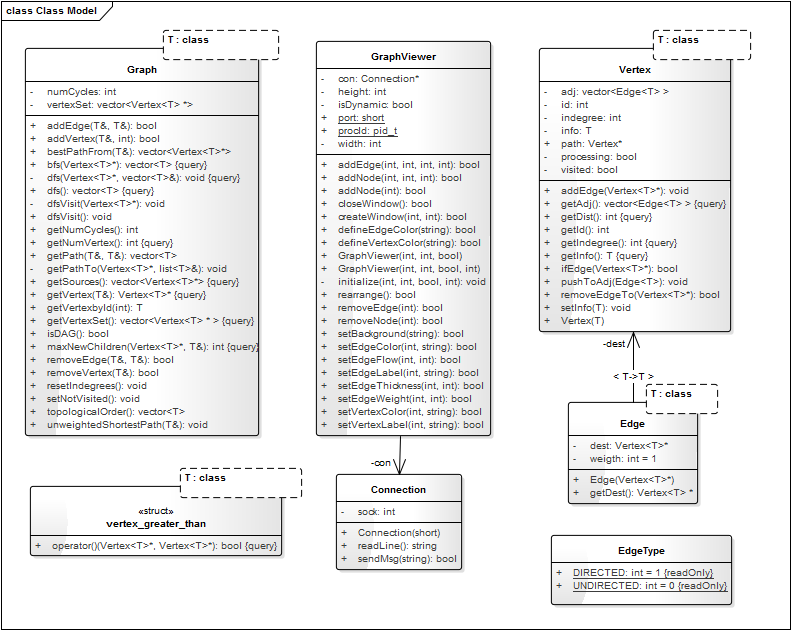 class Class Model
T : class
Graph
- numCycles: int
- vertexSet: vector<Vertex<T> *>
+ addEdge(T&, T&): bool
+ addVertex(T&, int): bool
+ bestPathFrom(T&): vector<Vertex<T>*>
+ bfs(Vertex<T>*): vector<T> {query}
- dfs(Vertex<T>*, vector<T>&): void {query}
+ dfs(): vector<T> {query}
- dfsVisit(Vertex<T>*): void
+ dfsVisit(): void
+ getNumCycles(): int
+ getNumVertex(): int {query}
+ getPath(T&, T&): vector<T>
- getPathTo(Vertex<T>*, list<T>&): void
+ getSources(): vector<Vertex<T>*> {query}
+ getVertex(T&): Vertex<T>* {query}
+ getVertexbyId(int): T
+ getVertexSet(): vector<Vertex<T> * > {query}
+ isDAG(): bool
+ maxNewChildren(Vertex<T>*, T&): int {query}
+ removeEdge(T&, T&): bool
+ removeVertex(T&): bool
+ resetIndegrees(): void
+ setNotVisited(): void
+ topologicalOrder(): vector<T>
+ unweightedShortestPath(T&): void
GraphViewer
- con: Connection*
- height: int
- isDynamic: bool
+ port: short
+ procId: pid_t
- width: int
+ addEdge(int, int, int, int): bool
+ addNode(int, int, int): bool
+ addNode(int): bool
+ closeWindow(): bool
+ createWindow(int, int): bool
+ defineEdgeColor(string): bool
+ defineVertexColor(string): bool
+ GraphViewer(int, int, bool)
+ GraphViewer(int, int, bool, int)
- initialize(int, int, bool, int): void
+ rearrange(): bool
+ removeEdge(int): bool
+ removeNode(int): bool
+ setBackground(string): bool
+ setEdgeColor(int, string): bool
+ setEdgeFlow(int, int): bool
+ setEdgeLabel(int, string): bool
+ setEdgeThickness(int, int): bool
+ setEdgeWeight(int, int): bool
+ setVertexColor(int, string): bool
+ setVertexLabel(int, string): bool
T : class
Vertex
- adj: vector<Edge<T> >
- id: int
- indegree: int
- info: T
+ path: Vertex*
- processing: bool
- visited: bool
+ addEdge(Vertex<T>*): void
+ getAdj(): vector<Edge<T> > {query}
+ getDist(): int {query}
+ getId(): int
+ getIndegree(): int {query}
+ getInfo(): T {query}
+ ifEdge(Vertex<T>*): bool
+ pushToAdj(Edge<T>): void
+ removeEdgeTo(Vertex<T>*): bool
+ setInfo(T): void
+ Vertex(T)
-dest
< T->T >
T : class
Edge
- dest: Vertex<T>*
- weigth: int = 1
+ Edge(Vertex<T>*)
+ getDest(): Vertex<T> *
-con
Connection
- sock: int
+ Connection(short)
+ readLine(): string
+ sendMsg(string): bool
T : class
«struct»
vertex_greater_than
+ operator()(Vertex<T>*, Vertex<T>*): bool {query}
EdgeType
+ DIRECTED: int = 1 {readOnly}
+ UNDIRECTED: int = 0 {readOnly}